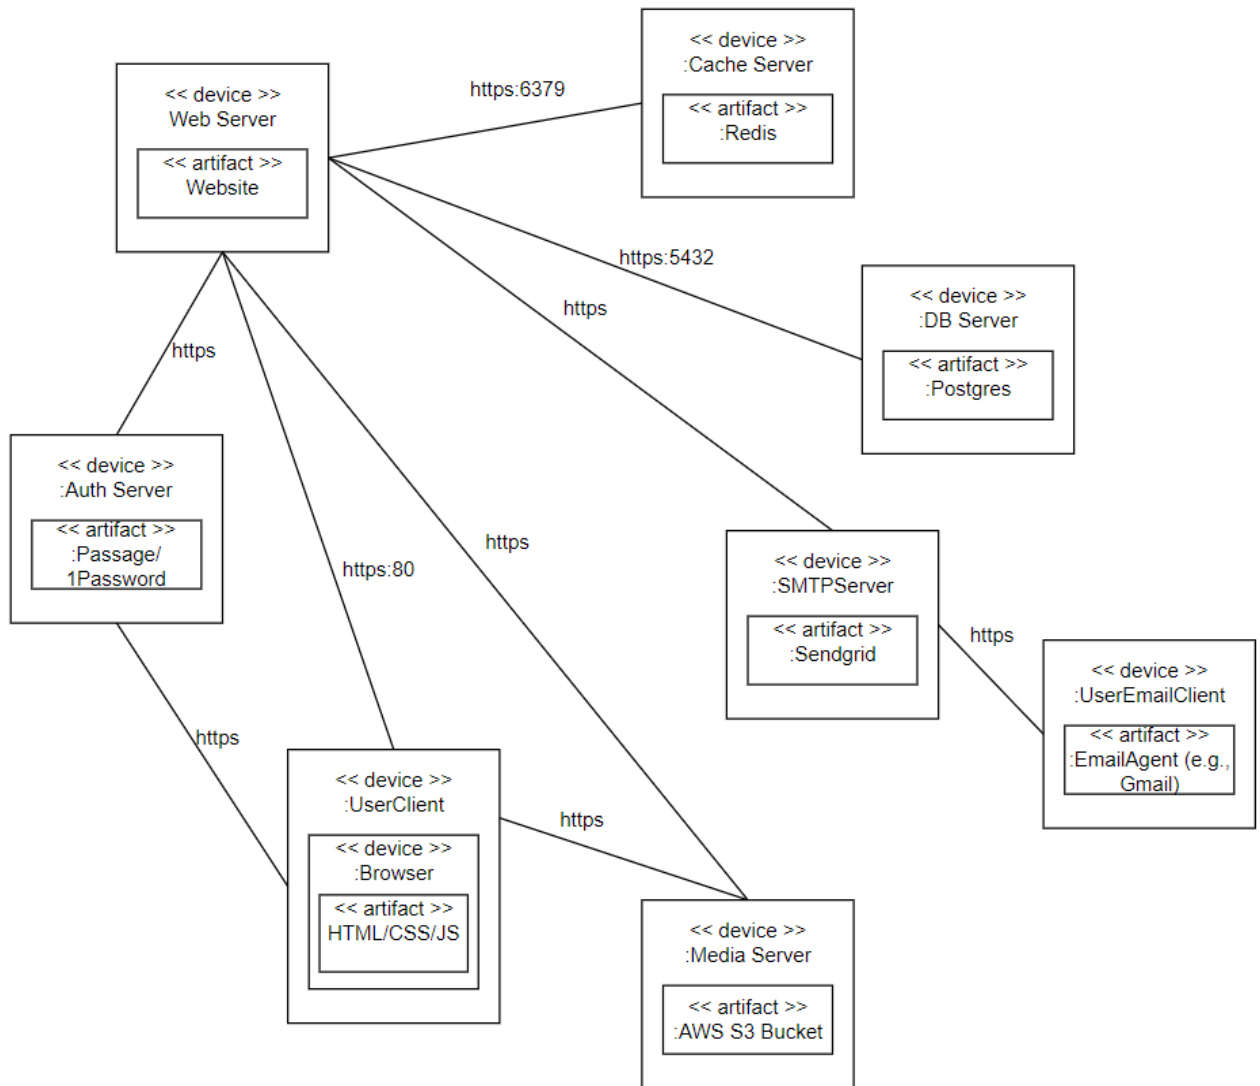 << device >>
:Cache Server
<< artifact >>
:Redis
https:6379
<< device >>
Web Server
<< artifact >>
Website
https:5432
<< device >>
:DB Server
<< artifact >>
:Postgres
https
https
<< device >>
:Auth Server
<< artifact >>
:Passage/
1Password
https:80
https
<< device >>
:SMTPServer
<< artifact >>
:Sendgrid
https
<< device >>
:UserEmailClient
<< artifact >>
:EmailAgent (e.g.,
Gmail)
https
<< device >>
:UserClient
<< device >>
:Browser
<< artifact >>
HTML/CSS/JS
https
<< device >>
:Media Server
<< artifact >>
:AWS S3 Bucket